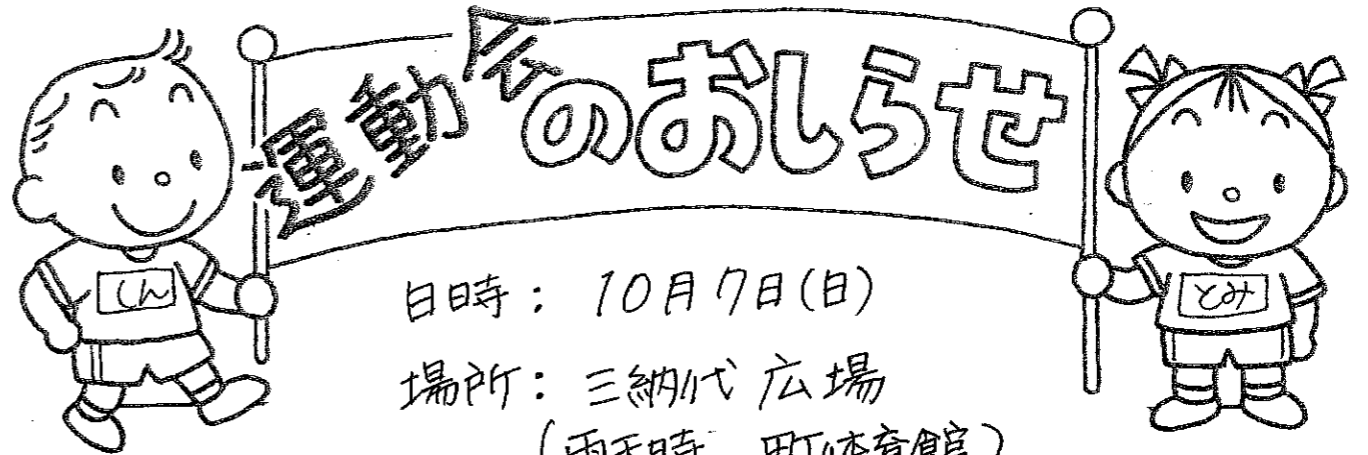 運動会のおしらせ
しん
とみ
日時： 10月7日(日)
場所： 三納代 広場
(雨天時 町体育館)